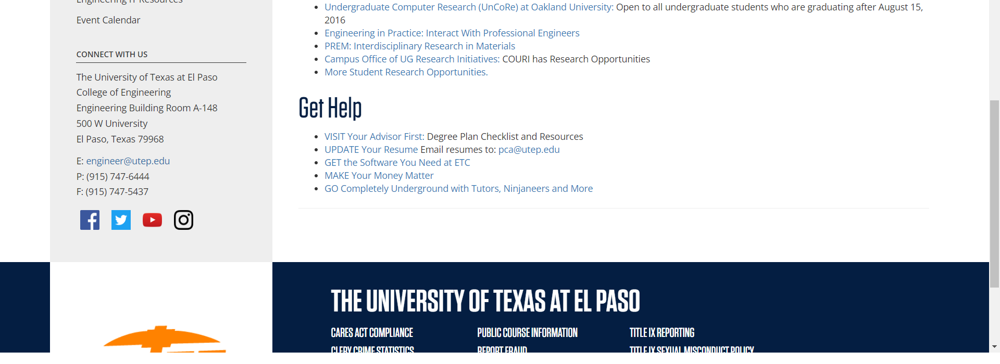 Engineering IT Resources
Event Calendar
CONNECT WITH US
The University of Texas at El Paso
College of Engineering
Engineering Building Room A-148
500 W University
El Paso, Texas 79968
E: engineer@utep.edu
P: (915) 747-6444
F: (915) 747-5437
Undergraduate Computer Research (UnCoRe) at Oakland University: Open to all undergraduate students who are graduating after August 15,
2016
Engineering in Practice: Interact With Professional Engineers
PREM: Interdisciplinary Research in Materials
Campus Office of UG Research Initiatives: COURI has Research Opportunities
More Student Research Opportunities.
Get Help
VISIT Your Advisor First: Degree Plan Checklist and Resources
UPDATE Your Resume Email resumes to: pca@utep.edu
GET the Software You Need at ETC
MAKE Your Money Matter
GO Completely Underground with Tutors, Ninjaneers and More
THE UNIVERSITY OF TEXAS AT EL PASO
CARES ACT COMPLIANCE
PUBLIC COURSE INFORMATION
TITLE IX REPORTING
CLERY CRIME STATISTICS
REPORT FRAUD
TITLE IX SEXUAL MISCONDUCT POLICY